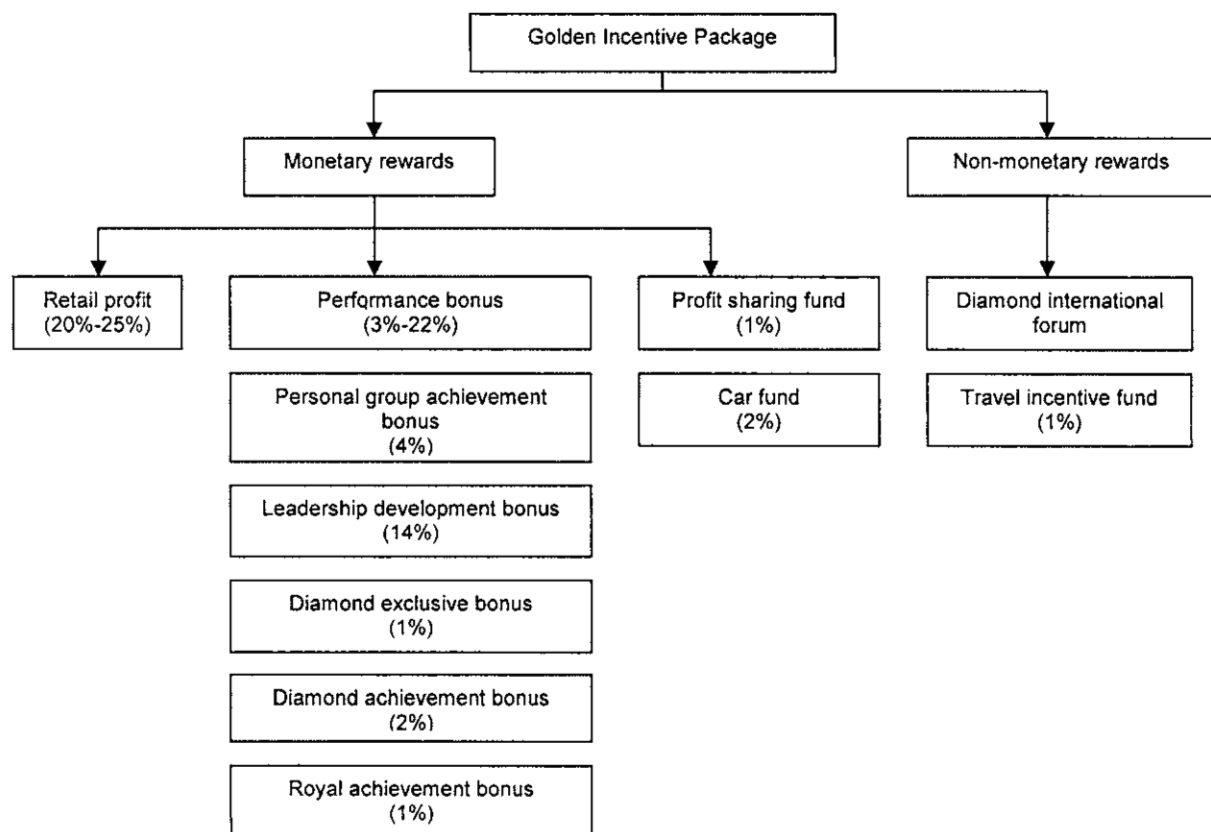 Golden Incentive Package
Monetary rewards
Non-monetary rewards
Retail profit
(20%-25%)
Performance bonus
(3%-22%)
Profit sharing fund
(1%)
Diamond international
forum
Personal group achievement
bonus
(4%)
Car fund
(2%)
Travel incentive fund
(1%)
Leadership development bonus
(14%)
Diamond exclusive bonus
(1%)
Diamond achievement bonus
(2%)
Royal achievement bonus
(1%)